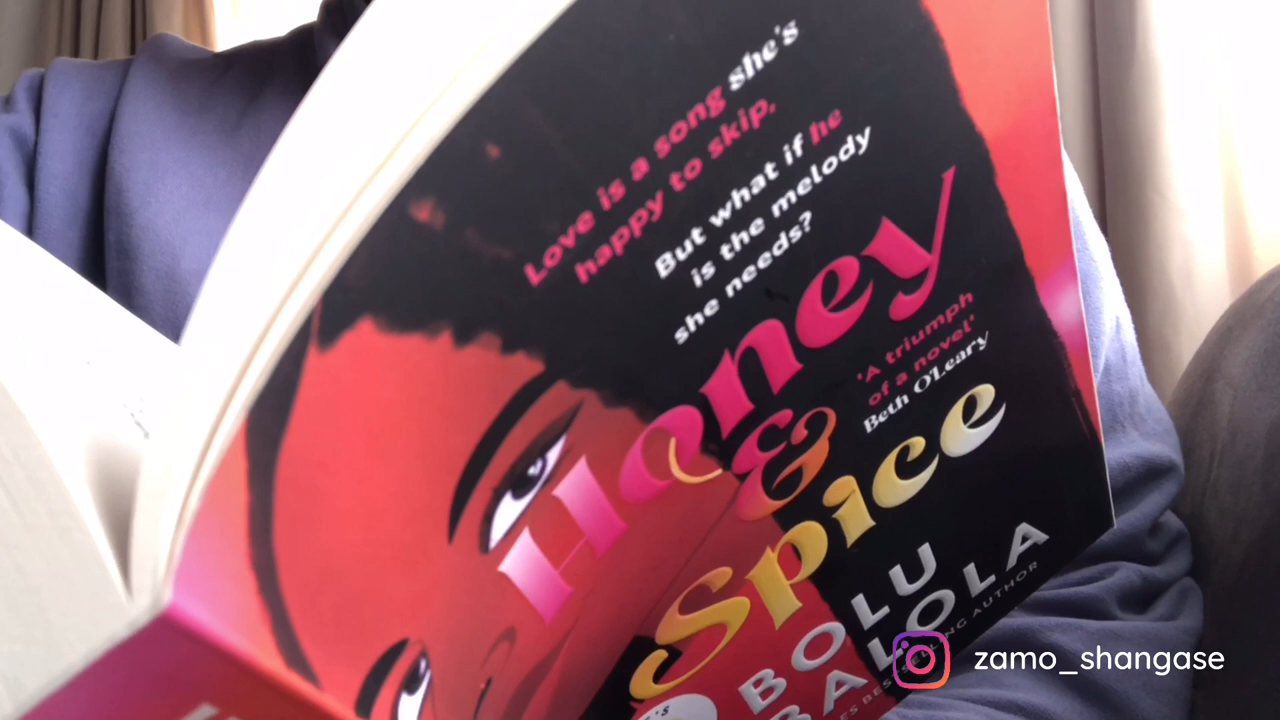 Love is a song she's
happy to skip.
But what if he
is the melody
she needs?
Honey
&
Spice
'A triumph
of a novel'
Beth O'Leary
BOLU
BALOLA
zamo_shangase